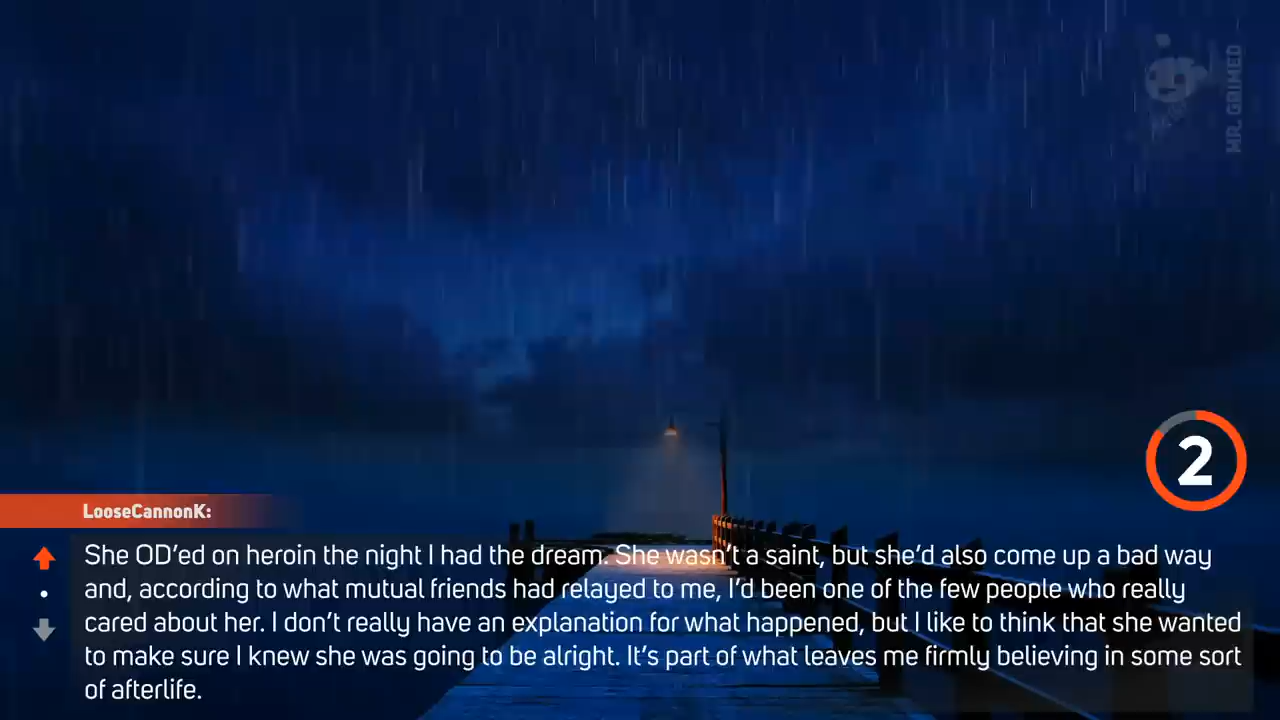 MR. GRIMED
2
LooseCannonK:
She OD'ed on heroin the night I had the dream. She wasn't a saint, but she'd also come up a bad way
and, according to what mutual friends had relayed to me, I'd been one of the few people who really
cared about her. I don't really have an explanation for what happened, but I like to think that she wanted
to make sure I knew she was going to be alright. It's part of what leaves me firmly believing in some sort
of afterlife.